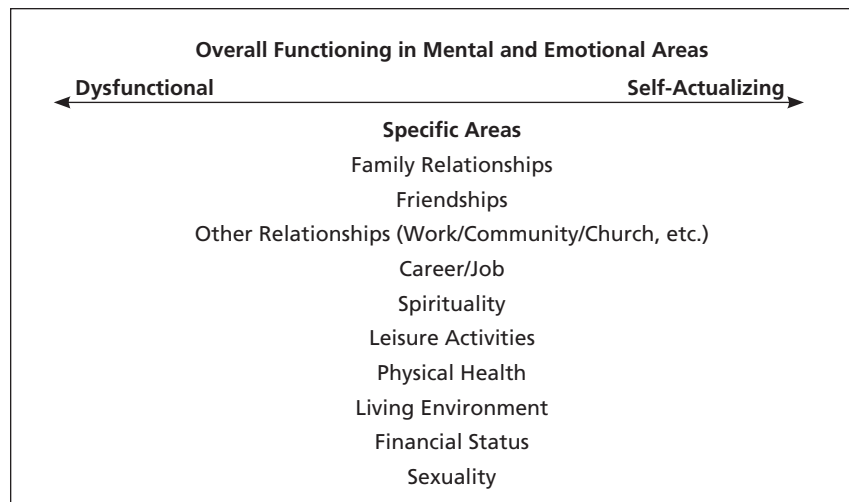 Overall Functioning in Mental and Emotional Areas
Dysfunctional Self-Actualizing
Specific Areas
Family Relationships
Friendships
Other Relationships (Work/Community/Church, etc.)
Career/Job
Spirituality
Leisure Activities
Physical Health
Living Environment
Financial Status
Sexuality